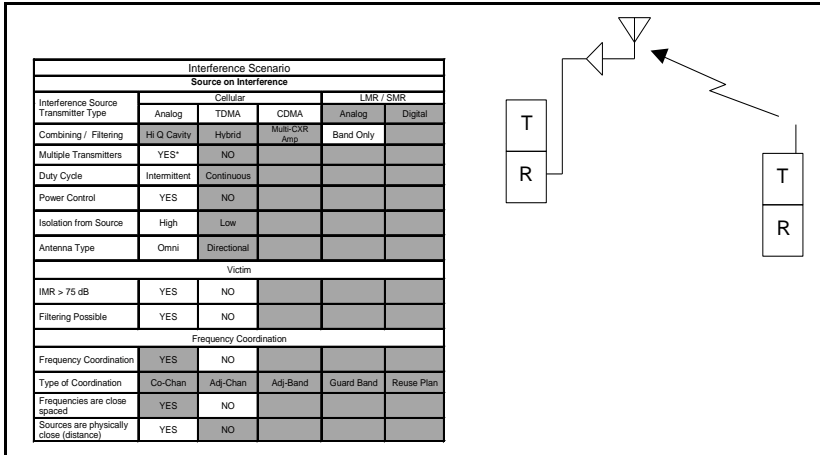 Interference Scenario
Source on Interference
Interference Source Transmitter Type
Cellular
LMR / SMR
Analog TDMA CDMA Analog Digital
Combining / Filtering Hi Q Cavity Hybrid Multi-CXR Amp Band Only
Multiple Transmitters YES* NO
Duty Cycle Intermittent Continuous
Power Control YES NO
Isolation from Source High Low
Antenna Type Omni Directional
Victim
IMR > 75 dB YES NO
Filtering Possible YES NO
Frequency Coordination
Frequency Coordination YES NO
Type of Coordination Co-Chan Adj-Chan Adj-Band Guard Band Reuse Plan
Frequencies are close spaced YES NO
Sources are physically close (distance) YES NO
T
R
T
R